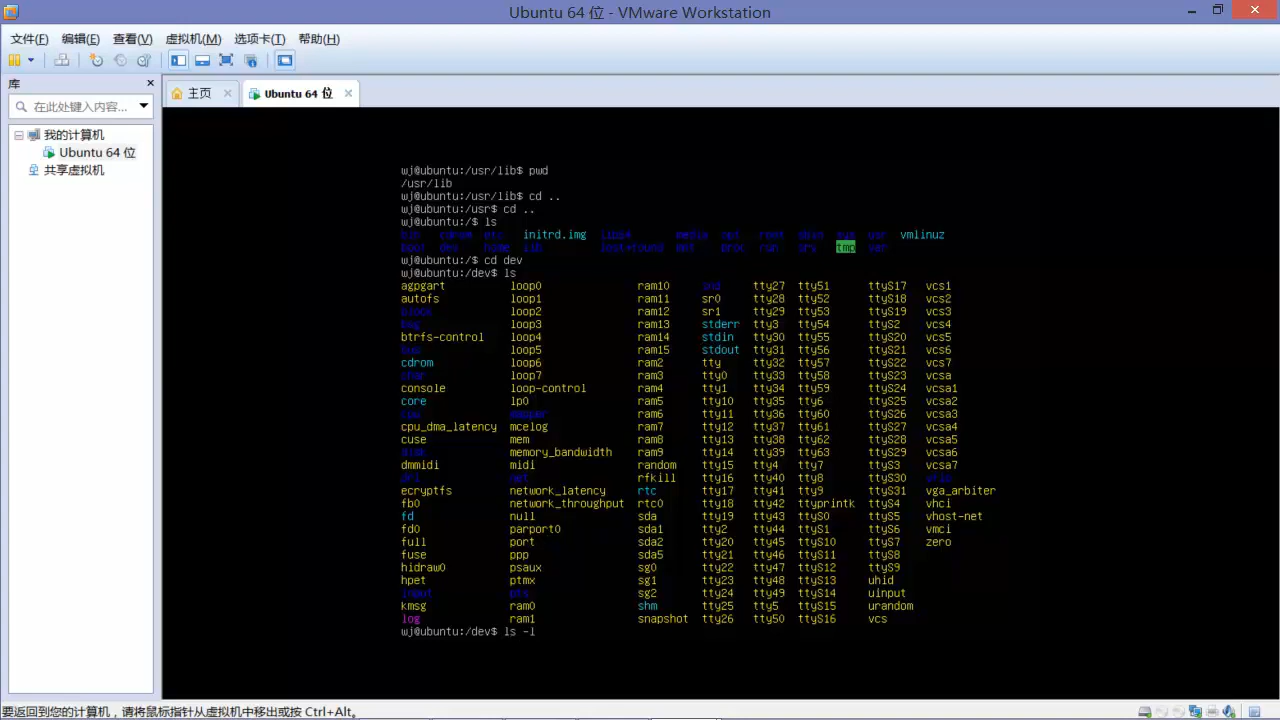 Ubuntu 64 位 - VMware Workstation
文件(F) 编辑(E) 查看(V) 虚拟机(M) 选项卡(T) 帮助(H)
库
主页 Ubuntu 64 位
在此处键入内容...
我的计算机
Ubuntu 64 位
共享虚拟机
wj@ubuntu:/usr/lib$ pwd
/usr/lib
wj@ubuntu:/usr/lib$ cd ..
wj@ubuntu:/usr$ cd ..
wj@ubuntu:/$ ls
bin cdrom etc initrd.img lib64 media opt root sbin sys usr vmlinuz
boot dev home lib lost+found mnt proc run srv tmp var
wj@ubuntu:/$ cd dev
wj@ubuntu:/dev$ ls
agpgart loop0 ram10 snd tty27 tty51 ttyS17 vcs1
autofs loop1 ram11 sr0 tty28 tty52 ttyS18 vcs2
block loop2 ram12 sr1 tty29 tty53 ttyS19 vcs3
bsg loop3 ram13 stderr tty3 tty54 ttyS2 vcs4
btrfs-control loop4 ram14 stdin tty30 tty55 ttyS20 vcs5
bus loop5 ram15 stdout tty31 tty56 ttyS21 vcs6
cdrom loop6 ram2 tty tty32 tty57 ttyS22 vcs7
char loop7 ram3 tty0 tty33 tty58 ttyS23 vcsa
console loop-control ram4 tty1 tty34 tty59 ttyS24 vcsa1
core lp0 ram5 tty10 tty35 tty6 ttyS25 vcsa2
cpu mapper ram6 tty11 tty36 tty60 ttyS26 vcsa3
cpu_dma_latency mcelog ram7 tty12 tty37 tty61 ttyS27 vcsa4
cuse mem ram8 tty13 tty38 tty62 ttyS28 vcsa5
disk memory_bandwidth ram9 tty14 tty39 tty63 ttyS29 vcsa6
dmmidi midi random tty15 tty4 tty7 ttyS3 vcsa7
dri net rfkill tty16 tty40 tty8 ttyS30 vfio
ecryptfs network_latency rtc tty17 tty41 tty9 ttyS31 vga_arbiter
fb0 network_throughput rtc0 tty18 tty42 ttyprintk ttyS4 vhci
fd null sda tty19 tty43 ttyS0 ttyS5 vhost-net
fd0 parport0 sda1 tty2 tty44 ttyS1 ttyS6 vmci
full port sda2 tty20 tty45 ttyS10 ttyS7 zero
fuse ppp sda5 tty21 tty46 ttyS11 ttyS8
hidraw0 psaux sg0 tty22 tty47 ttyS12 ttyS9
hpet ptmx sg1 tty23 tty48 ttyS13 uhid
input pts sg2 tty24 tty49 ttyS14 uinput
kmsg ram0 shm tty25 tty5 ttyS15 urandom
log ram1 snapshot tty26 tty50 ttyS16 vcs
wj@ubuntu:/dev$ ls -l
要返回到您的计算机，请将鼠标指针从虚拟机中移出或按 Ctrl+Alt。